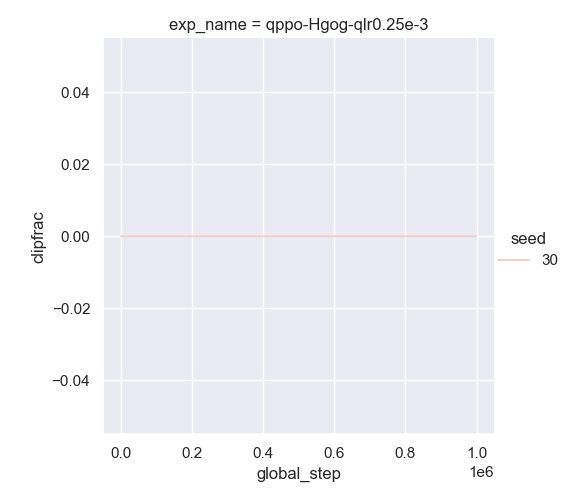 exp_name = qppo-Hgog-qlr0.25e-3
0.04
0.02
0.00
−0.02
−0.04
clipfrac
seed
30
0.0 0.2 0.4 0.6 0.8 1.0
1e6
global_step